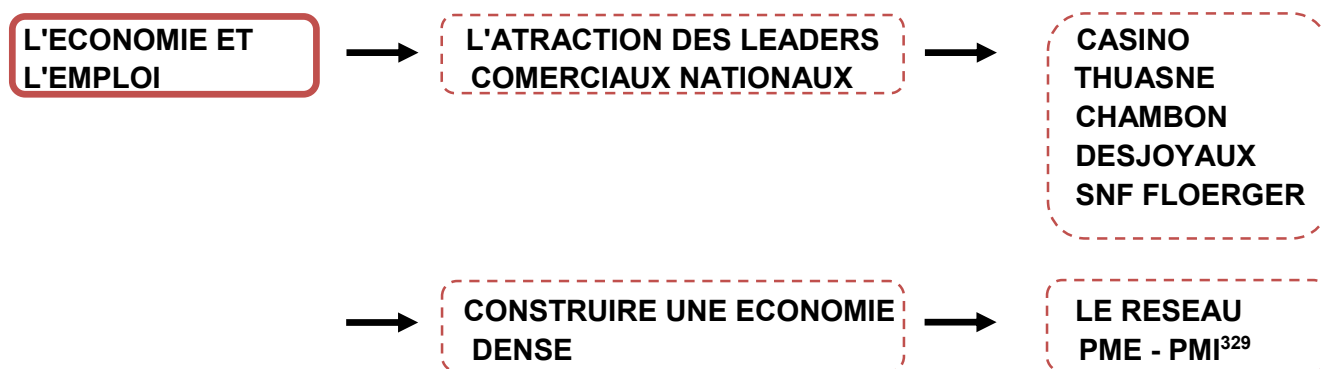 L'ECONOMIE ET
L'EMPLOI
L'ATRACTION DES LEADERS
COMERCIAUX NATIONAUX
CASINO
THUASNE
CHAMBON
DESJOYAUX
SNF FLOERGER
CONSTRUIRE UNE ECONOMIE
DENSE
LE RESEAU
PME - PMI³²⁹